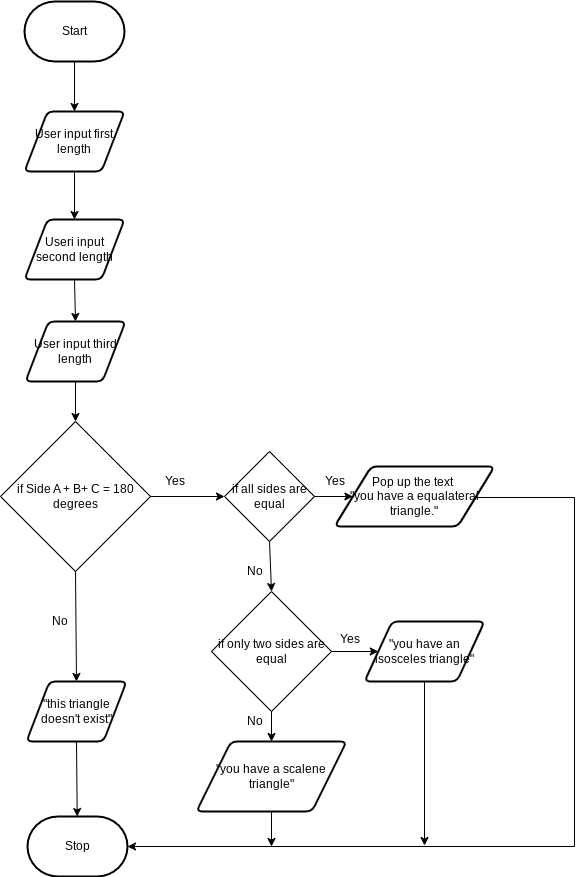 Start
User input first
length
Useri input
second length
User input third
length
if Side A + B+ C = 180
degrees
Yes
if all sides are
equal
Yes
Pop up the text
"you have a equalateral
triangle."
No
No
if only two sides are
equal
Yes
"you have an
isosceles triangle"
"this triangle
doesn't exist"
No
"you have a scalene
triangle"
Stop